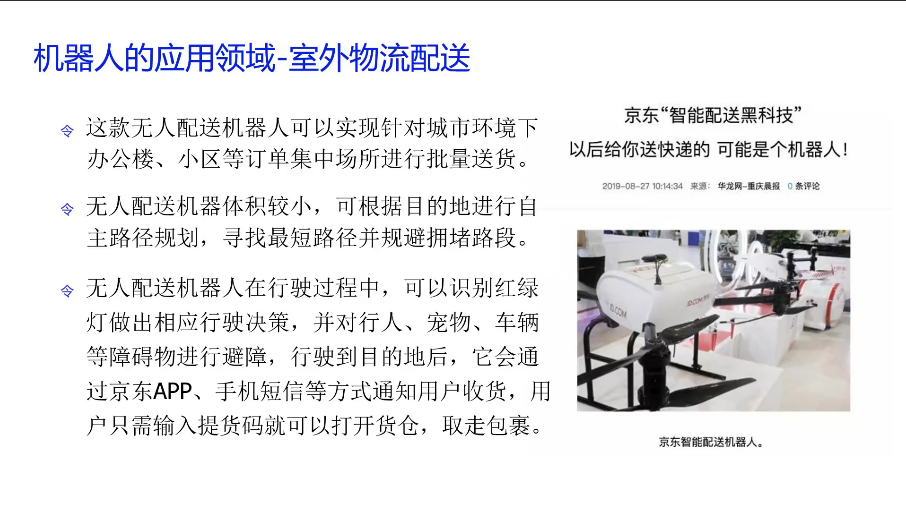 机器人的应用领域-室外物流配送
这款无人配送机器人可以实现针对城市环境下
办公楼、小区等订单集中场所进行批量送货。
无人配送机器体积较小，可根据目的地进行自
主路径规划，寻找最短路径并规避拥堵路段。
无人配送机器人在行驶过程中，可以识别红绿
灯做出相应行驶决策，并对行人、宠物、车辆
等障碍物进行避障，行驶到目的地后，它会通
过京东APP、手机短信等方式通知用户收货，用
户只需输入提货码就可以打开货仓，取走包裹。
京东“智能配送黑科技”
以后给你送快递的 可能是个机器人！
2019-08-27 10:14:34 来源： 华龙网-重庆晨报 0 条评论
JD.COM
京东智能配送机器人。